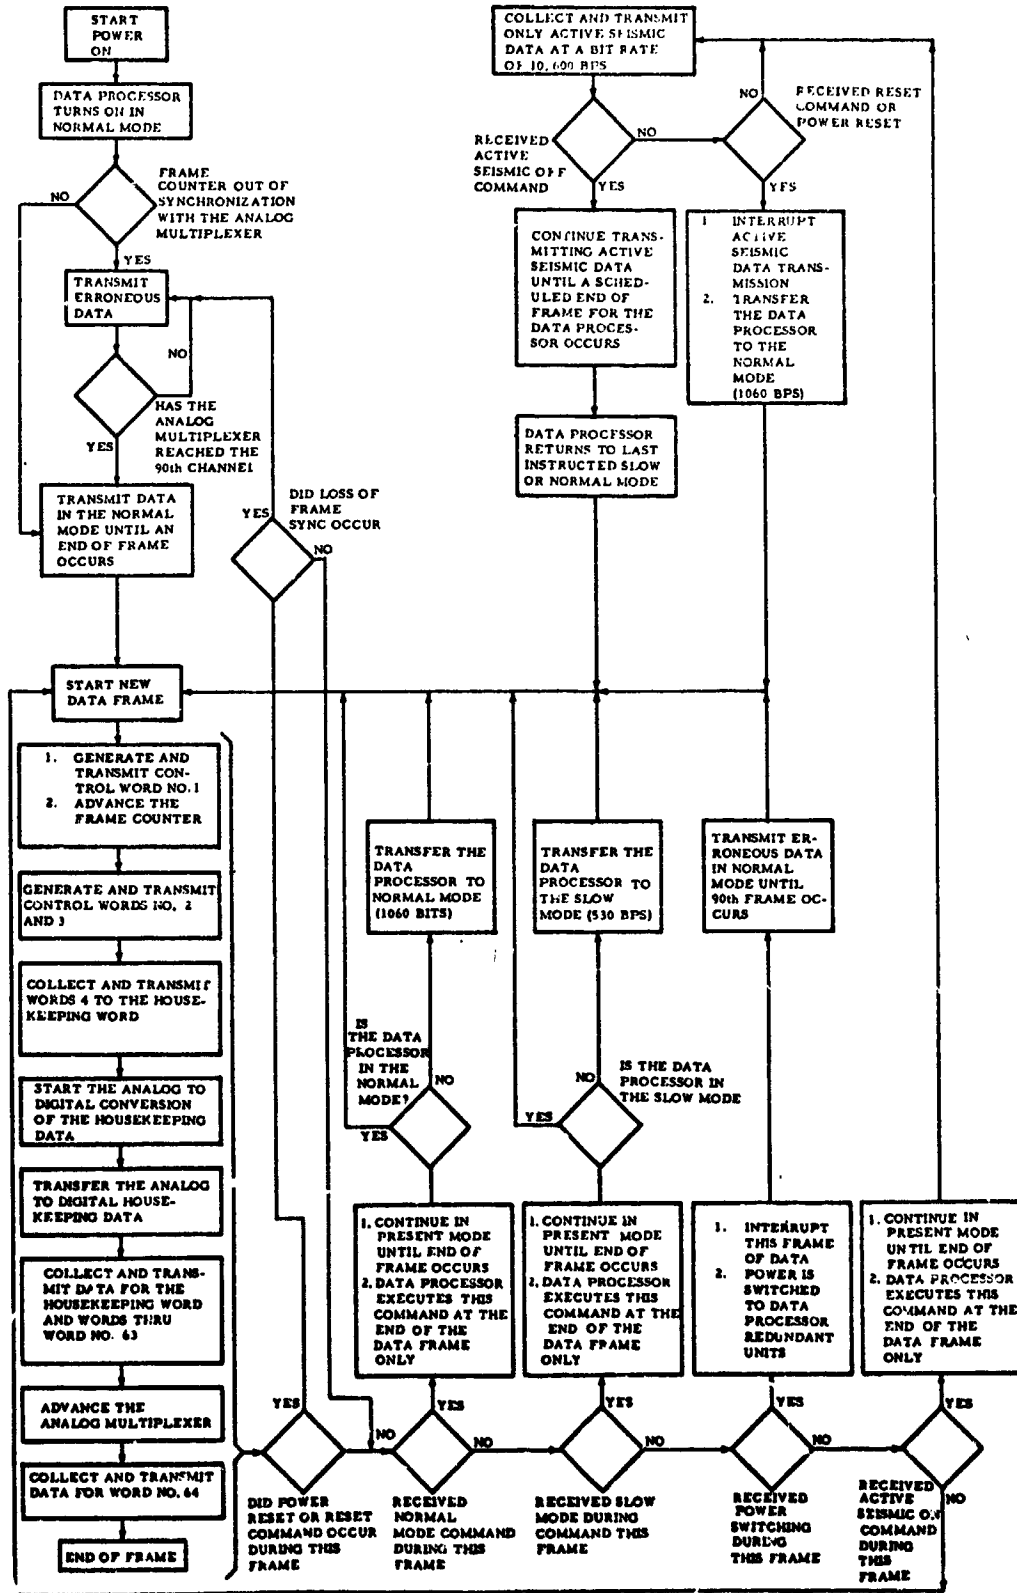 START
POWER
ON
DATA PROCESSOR
TURNS ON IN
NORMAL MODE
NO
FRAME
COUNTER OUT OF
SYNCHRONIZATION
WITH THE ANALOG
MULTIPLEXER
YES
TRANSMIT
ERRONEOUS
DATA
NO
HAS THE
ANALOG
MULTIPLEXER
REACHED THE
90th CHANNEL
YES
TRANSMIT DATA
IN THE NORMAL
MODE UNTIL AN
END OF FRAME
OCCURS
DID LOSS OF
FRAME
SYNC OCCUR
YES
NO
COLLECT AND TRANSMIT
ONLY ACTIVE SEISMIC
DATA AT A BIT RATE
OF 10,600 BPS
RECEIVED
ACTIVE
SEISMIC OFF
COMMAND
NO
YES
NO
RECEIVED RESET
COMMAND OR
POWER RESET
YES
CONTINUE TRANS-
MITTING ACTIVE
SEISMIC DATA
UNTIL A SCHED-
ULED END OF
FRAME FOR THE
DATA PROCES-
SOR OCCURS
1 INTERRUPT
ACTIVE
SEISMIC
DATA TRANS-
MISSION
2. TRANSFER
THE DATA
PROCESSOR
TO THE
NORMAL
MODE
(1060 BPS)
DATA PROCESSOR
RETURNS TO LAST
INSTRUCTED SLOW
OR NORMAL MODE
START NEW
DATA FRAME
1. GENERATE AND
TRANSMIT CON-
TROL WORD NO. 1
2. ADVANCE THE
FRAME COUNTER
GENERATE AND TRANSMIT
CONTROL WORDS NO. 2
AND 3
COLLECT AND TRANSMIT
WORDS 4 TO THE HOUSE-
KEEPING WORD
START THE ANALOG TO
DIGITAL CONVERSION
OF THE HOUSEKEEPING
DATA
TRANSFER THE ANALOG
TO DIGITAL HOUSE-
KEEPING DATA
COLLECT AND TRANS-
MIT DATA FOR THE
HOUSEKEEPING WORD
AND WORDS THRU
WORD NO. 63
ADVANCE THE
ANALOG MULTIPLEXER
COLLECT AND TRANSMIT
DATA FOR WORD NO. 64
END OF FRAME
TRANSFER THE
DATA
PROCESSOR TO
NORMAL MODE
(1060 BITS)
TRANSFER THE
DATA
PROCESSOR TO
THE SLOW
MODE (530 BPS)
TRANSMIT ER-
RONEOUS DATA
IN NORMAL
MODE UNTIL
90th FRAME OC-
CURS
IS
THE DATA
PROCESSOR
IN THE
NORMAL
MODE?
NO
YES
NO
IS THE DATA
PROCESSOR IN
THE SLOW MODE
YES
1. CONTINUE IN
PRESENT MODE
UNTIL END OF
FRAME OCCURS
2. DATA PROCESSOR
EXECUTES THIS
COMMAND AT THE
END OF THE
DATA FRAME
ONLY
1. CONTINUE IN
PRESENT MODE
UNTIL END OF
FRAME OCCURS
2. DATA PROCESSOR
EXECUTES THIS
COMMAND AT THE
END OF THE
DATA FRAME
ONLY
1. INTERRUPT
THIS FRAME
OF DATA
2. POWER IS
SWITCHED
TO DATA
PROCESSOR
REDUNDANT
UNITS
1. CONTINUE IN
PRESENT MODE
UNTIL END OF
FRAME OCCURS
2. DATA PROCESSOR
EXECUTES THIS
COMMAND AT THE
END OF THE
DATA FRAME
ONLY
YES
NO
YES
NO
YES
NO
YES
NO
YES
NO
DID POWER
RESET OR RESET
COMMAND OCCUR
DURING THIS
FRAME
RECEIVED
NORMAL
MODE COMMAND
DURING THIS
FRAME
RECEIVED SLOW
MODE DURING
COMMAND THIS
FRAME
RECEIVED
POWER
SWITCHING
DURING
THIS FRAME
RECEIVED
ACTIVE
SEISMIC ON
COMMAND
DURING
THIS
FRAME